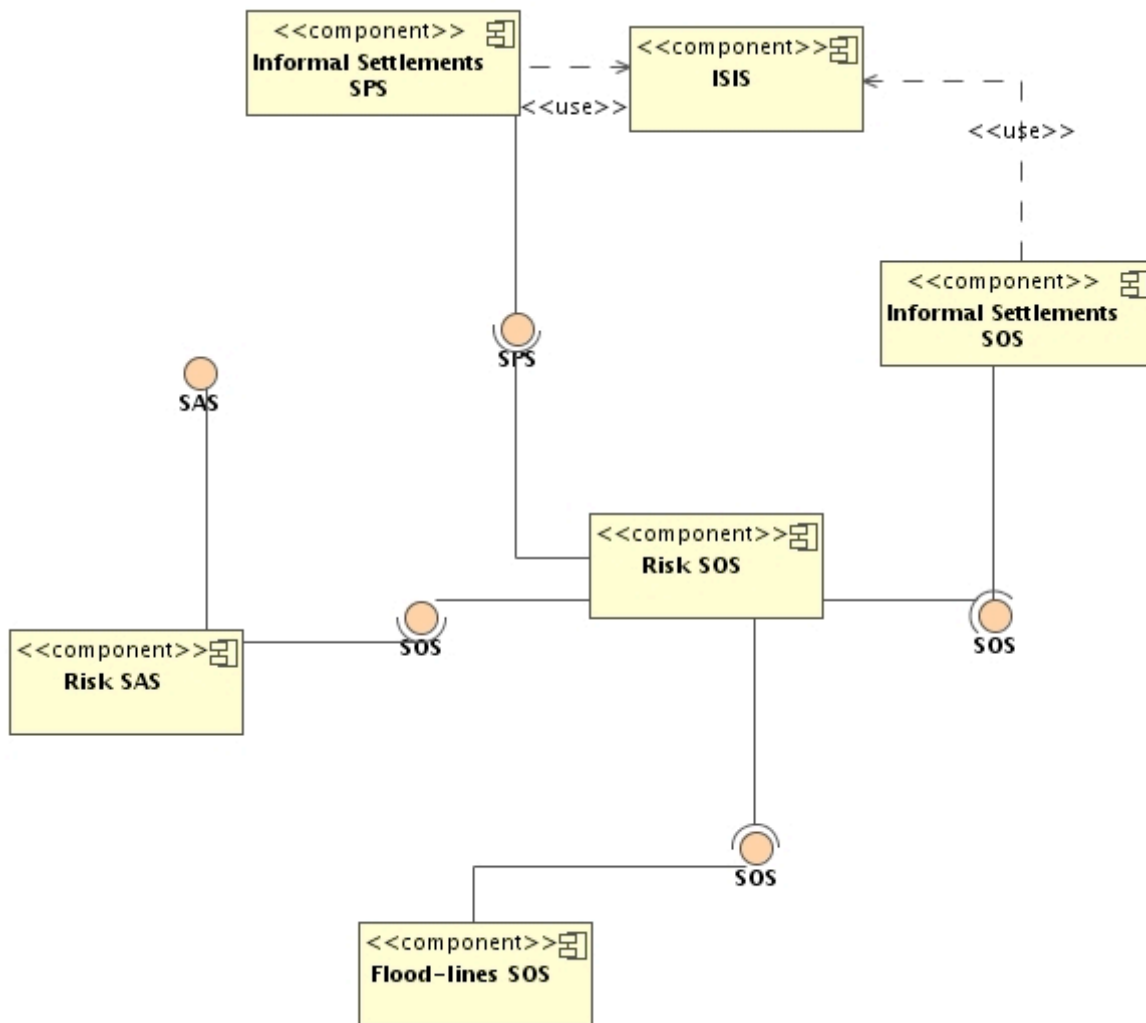 <<component>>
Informal Settlements
SPS
<<component>>
ISIS
<<use>>
<<use>>
<<component>>
Informal Settlements
SOS
SPS
SAS
<<component>>
Risk SOS
SOS
SOS
<<component>>
Risk SAS
SOS
<<component>>
Flood-lines SOS